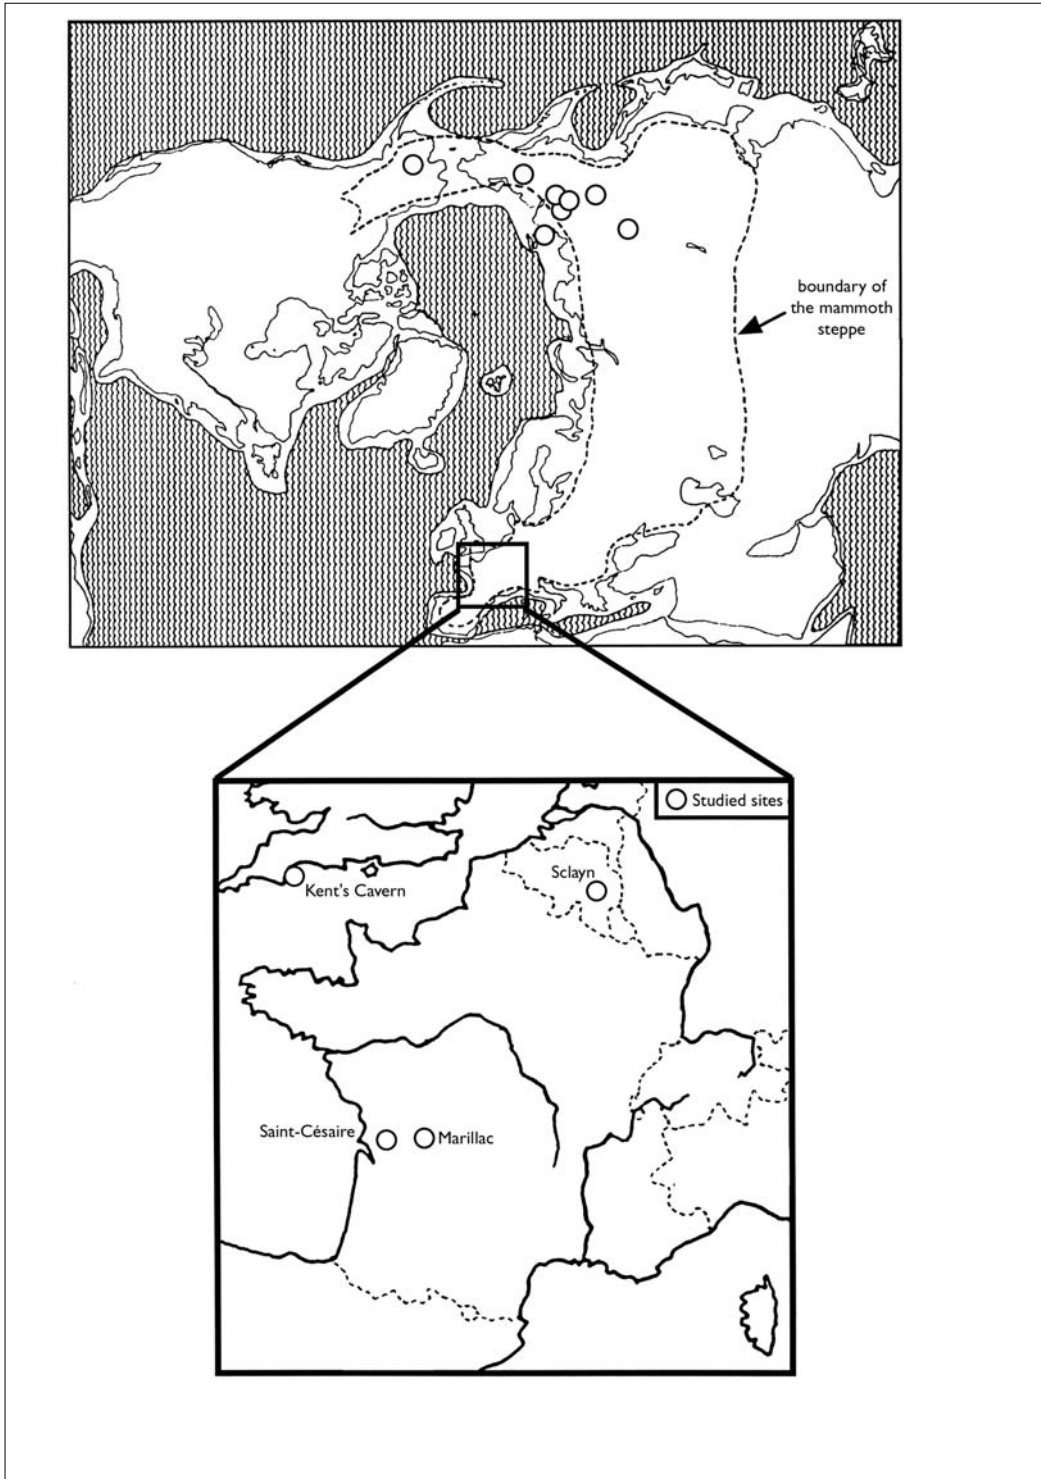 boundary of
the mammoth
steppe
Studied sites
Kent's Cavern
Sclayn
Saint-Césaire
Marillac